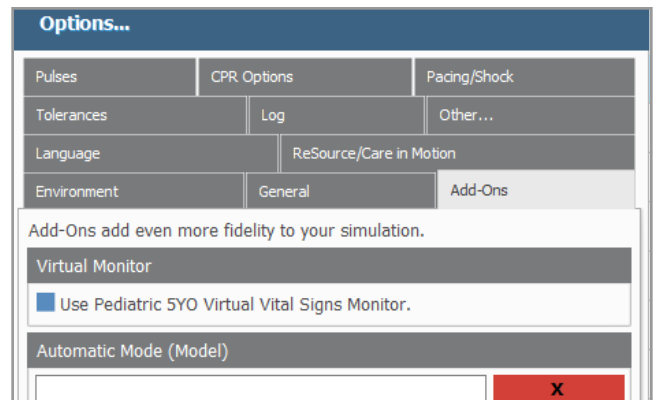 Options...
Pulses CPR Options Pacing/Shock
Tolerances Log Other...
Language ReSource/Care in Motion
Environment General Add-Ons
Add-Ons add even more fidelity to your simulation.
Virtual Monitor
Use Pediatric 5YO Virtual Vital Signs Monitor.
Automatic Mode (Model)
X